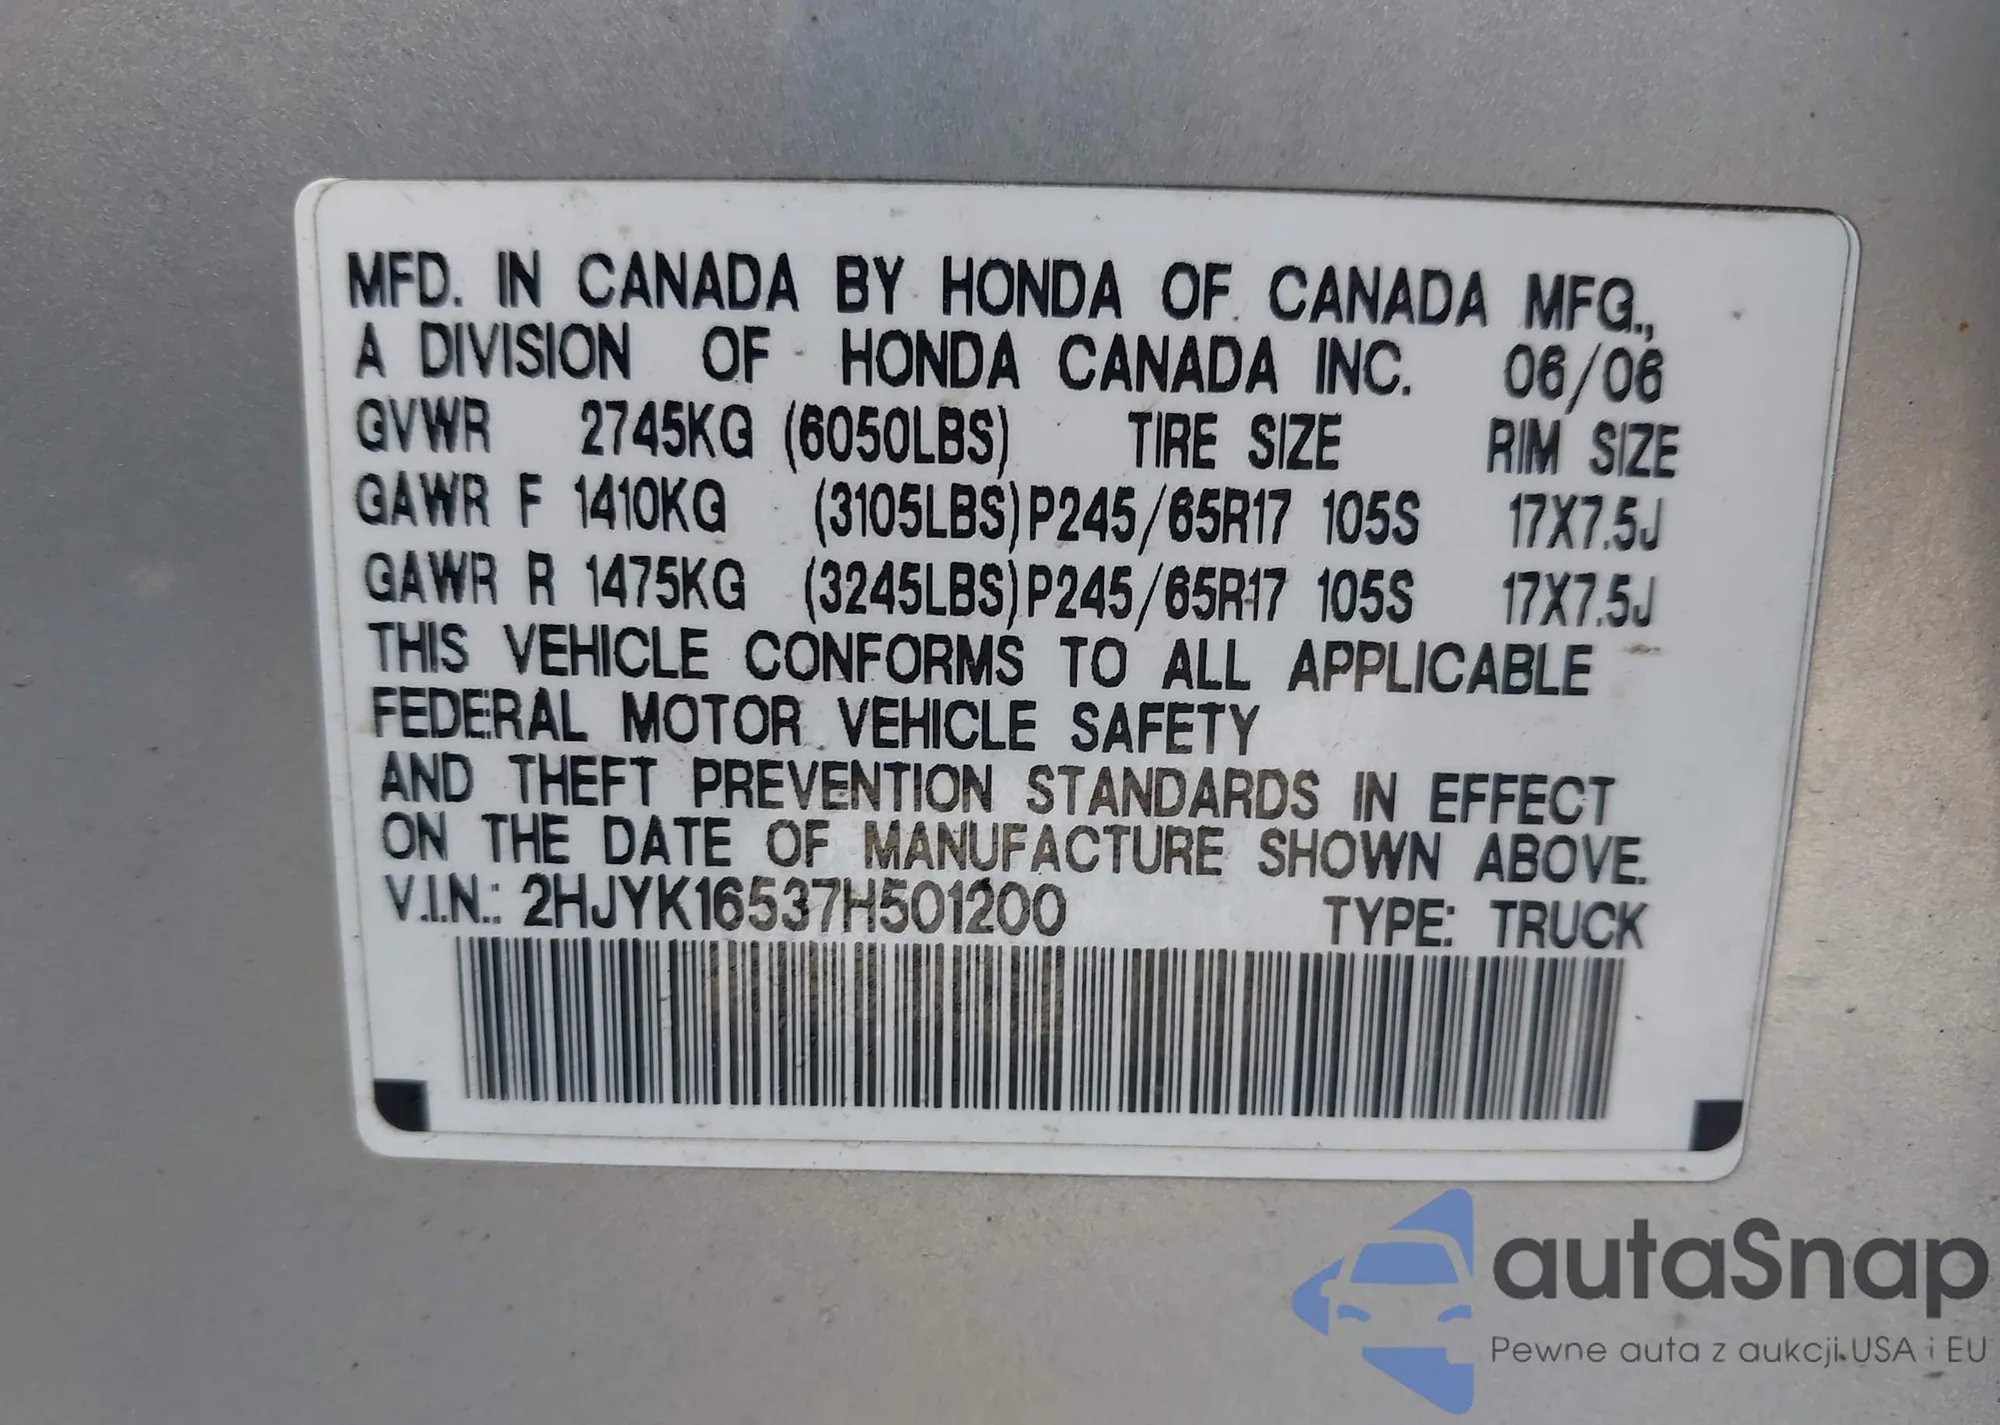 MFD. IN CANADA BY HONDA OF CANADA MFG.,
A DIVISION OF HONDA CANADA INC. 06/06
GVWR 2745KG (6050LBS) TIRE SIZE RIM SIZE
GAWR F 1410KG (3105LBS) P245/65R17 105S 17X7.5J
GAWR R 1475KG (3245LBS) P245/65R17 105S 17X7.5J
THIS VEHICLE CONFORMS TO ALL APPLICABLE
FEDERAL MOTOR VEHICLE SAFETY
AND THEFT PREVENTION STANDARDS IN EFFECT
ON THE DATE OF MANUFACTURE SHOWN ABOVE.
V.I.N.: 2HJYK16537H501200 TYPE: TRUCK
autaSnap
Pewne auta z aukcji USA i EU